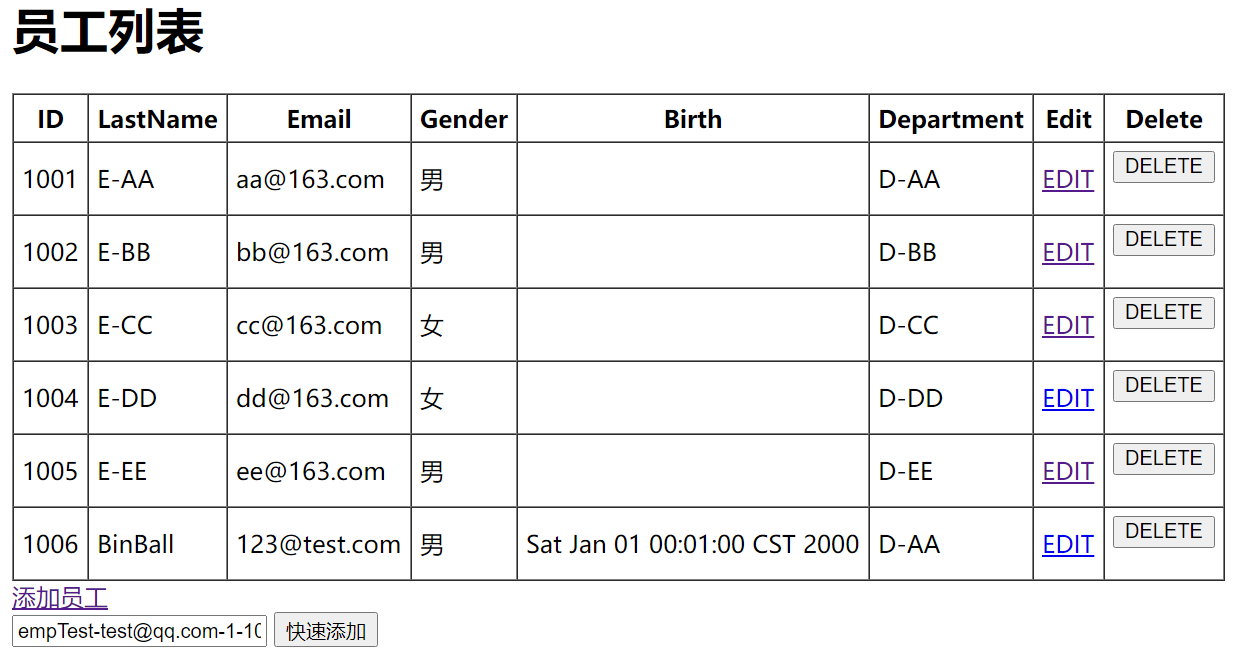 员工列表
ID LastName Email Gender Birth Department Edit Delete
1001 E-AA aa@163.com 男 D-AA EDIT DELETE
1002 E-BB bb@163.com 男 D-BB EDIT DELETE
1003 E-CC cc@163.com 女 D-CC EDIT DELETE
1004 E-DD dd@163.com 女 D-DD EDIT DELETE
1005 E-EE ee@163.com 男 D-EE EDIT DELETE
1006 BinBall 123@test.com 男 Sat Jan 01 00:01:00 CST 2000 D-AA EDIT DELETE
添加员工
empTest-test@qq.com-1-10 快速添加